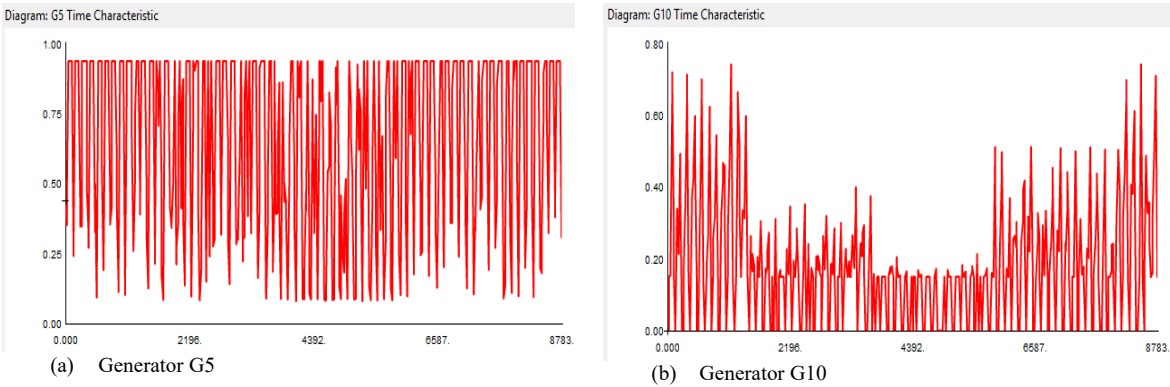 Diagram: G5 Time Characteristic
1.00
0.75
0.50
0.25
0.00
0.000 2196. 4392. 6587. 8783.
(a) Generator G5
Diagram: G10 Time Characteristic
0.80
0.60
0.40
0.20
0.00
0.000 2196. 4392. 6587. 8783.
(b) Generator G10